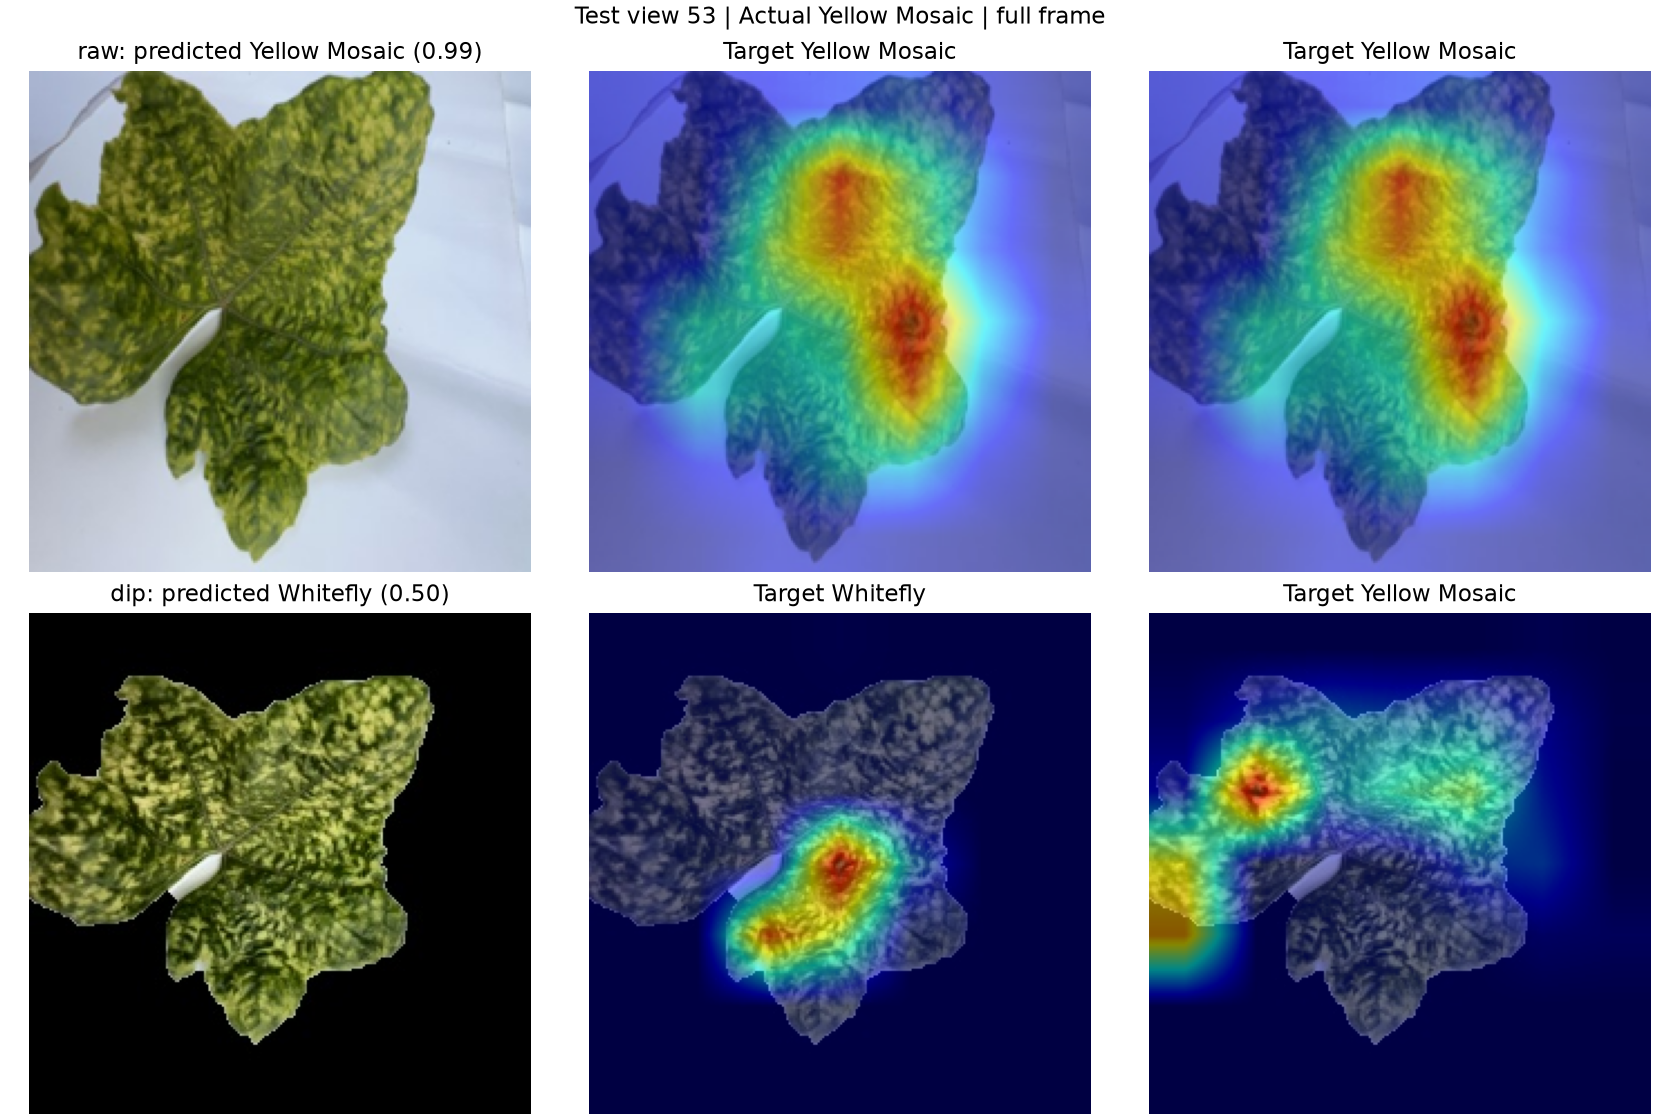 Test view 53 | Actual Yellow Mosaic | full frame
raw: predicted Yellow Mosaic (0.99)
Target Yellow Mosaic
Target Yellow Mosaic
dip: predicted Whitefly (0.50)
Target Whitefly
Target Yellow Mosaic